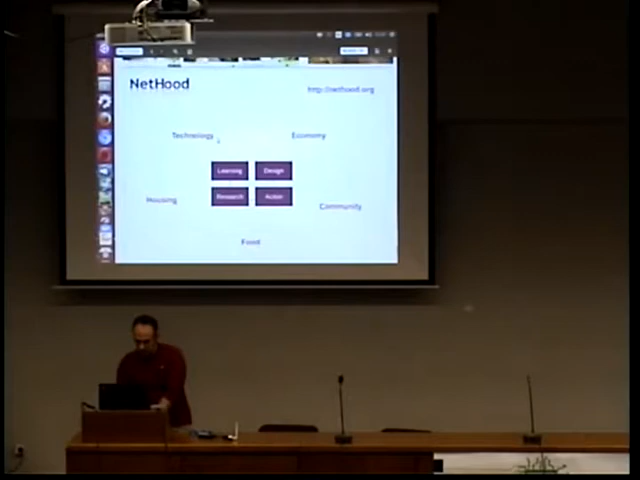 NetHood
http://nethood.org
Technology
Economy
Learning
Design
Housing
Research
Action
Community
Food